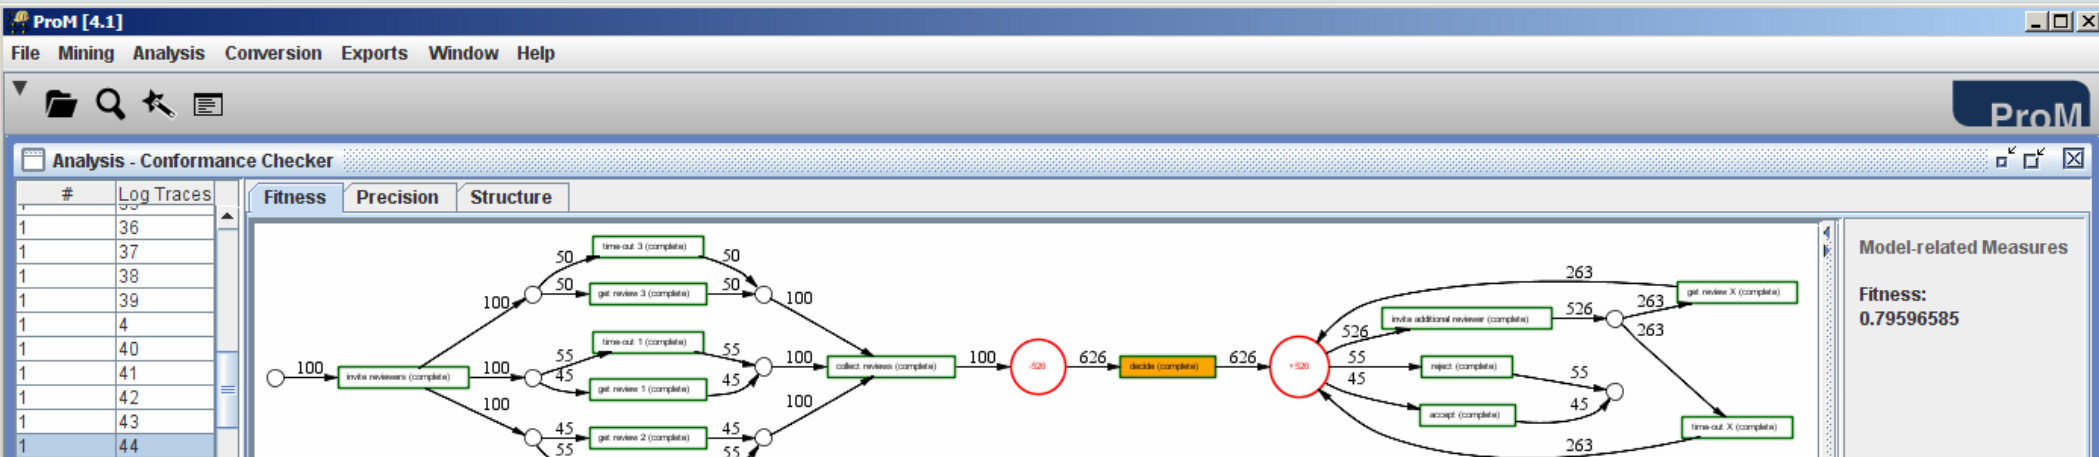 ProM [4.1]
File Mining Analysis Conversion Exports Window Help
ProM
Analysis - Conformance Checker
# Log Traces
1 36
1 37
1 38
1 39
1 4
1 40
1 41
1 42
1 43
1 44
Fitness Precision Structure
time-out 3 (complete)
50 50
50 get review 3 (complete) 50
100 100
time-out 1 (complete)
55 55
100 invite reviewers (complete) 100
45 get review 1 (complete) 45
100 collect reviews (complete) 100
100 100
45 get review 2 (complete) 45
55 55
-526
626 decide (complete) 626
+526
263
get review X (complete)
526 invite additional reviewer (complete) 526
263
263
55 reject (complete) 55
45 accept (complete) 45
time-out X (complete)
263
Model-related Measures
Fitness:
0.79596585